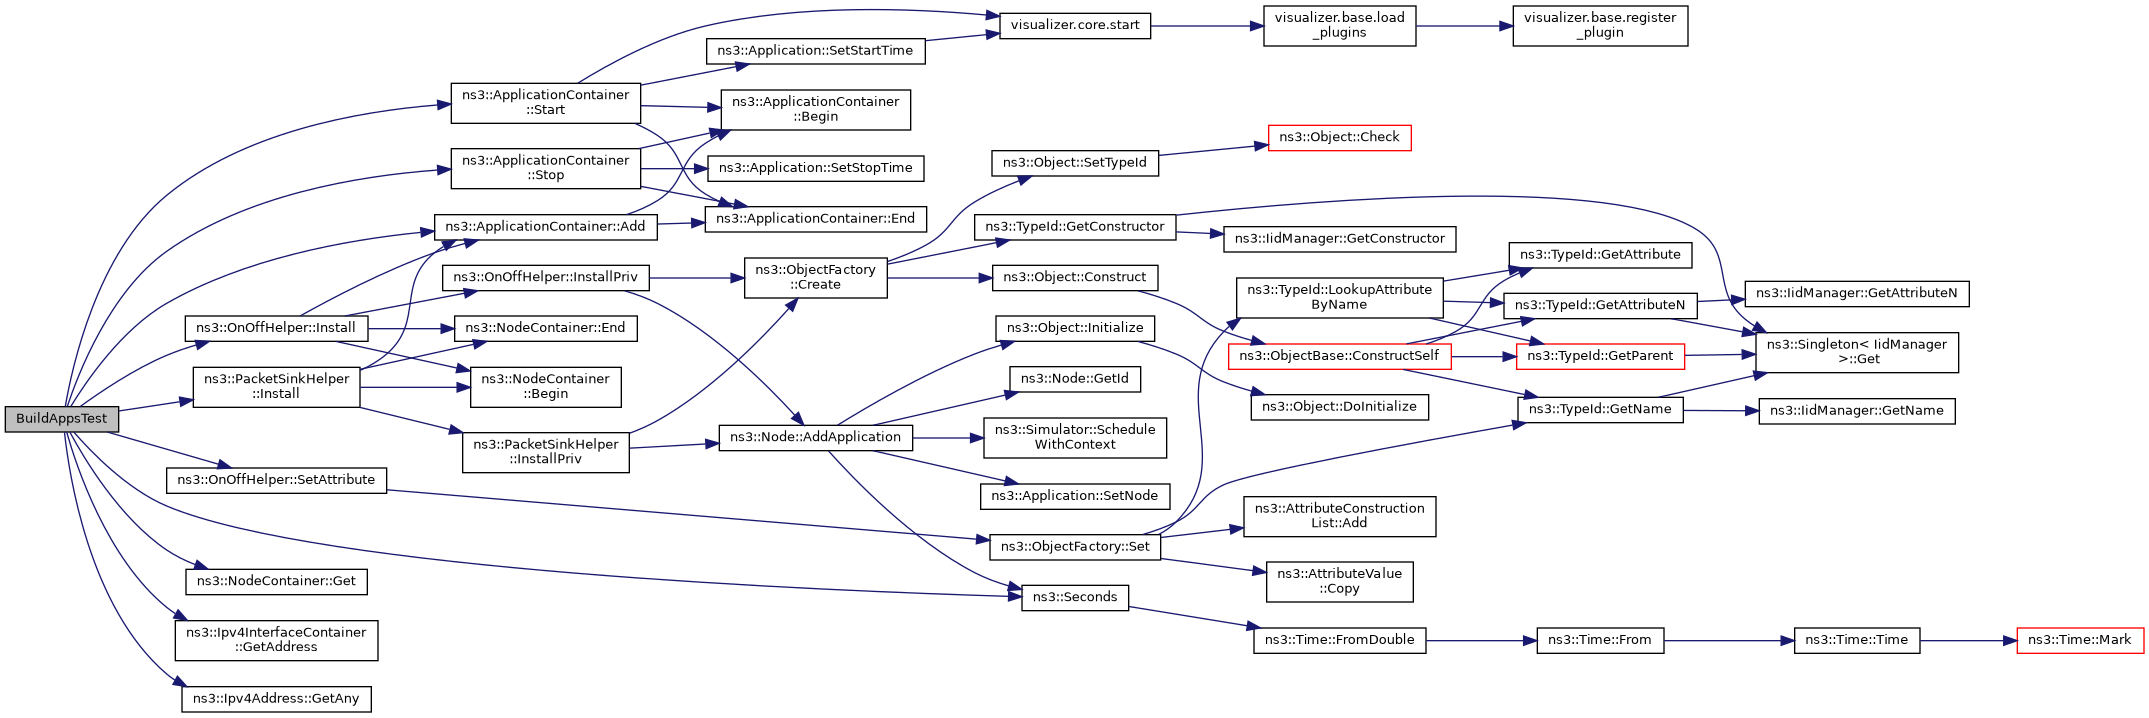 BuildAppsTest
ns3::ApplicationContainer
::Start
ns3::ApplicationContainer
::Stop
ns3::ApplicationContainer::Add
ns3::OnOffHelper::Install
ns3::PacketSinkHelper
::Install
ns3::OnOffHelper::SetAttribute
ns3::NodeContainer::Get
ns3::Ipv4InterfaceContainer
::GetAddress
ns3::Ipv4Address::GetAny
ns3::OnOffHelper::InstallPriv
ns3::NodeContainer::End
ns3::NodeContainer
::Begin
ns3::PacketSinkHelper
::InstallPriv
ns3::Application::SetStartTime
ns3::ApplicationContainer
::Begin
ns3::Application::SetStopTime
ns3::ApplicationContainer::End
ns3::ObjectFactory
::Create
ns3::Node::AddApplication
visualizer.core.start
ns3::Object::SetTypeId
ns3::TypeId::GetConstructor
ns3::Object::Construct
ns3::Object::Initialize
ns3::Node::GetId
ns3::Simulator::Schedule
WithContext
ns3::Application::SetNode
ns3::ObjectFactory::Set
ns3::Seconds
visualizer.base.load
_plugins
ns3::Object::Check
ns3::IidManager::GetConstructor
ns3::TypeId::LookupAttribute
ByName
ns3::ObjectBase::ConstructSelf
ns3::Object::DoInitialize
ns3::AttributeConstruction
List::Add
ns3::AttributeValue
::Copy
ns3::Time::FromDouble
visualizer.base.register
_plugin
ns3::TypeId::GetAttribute
ns3::TypeId::GetAttributeN
ns3::TypeId::GetParent
ns3::TypeId::GetName
ns3::Time::From
ns3::IidManager::GetAttributeN
ns3::Singleton< IidManager
>::Get
ns3::IidManager::GetName
ns3::Time::Time
ns3::Time::Mark